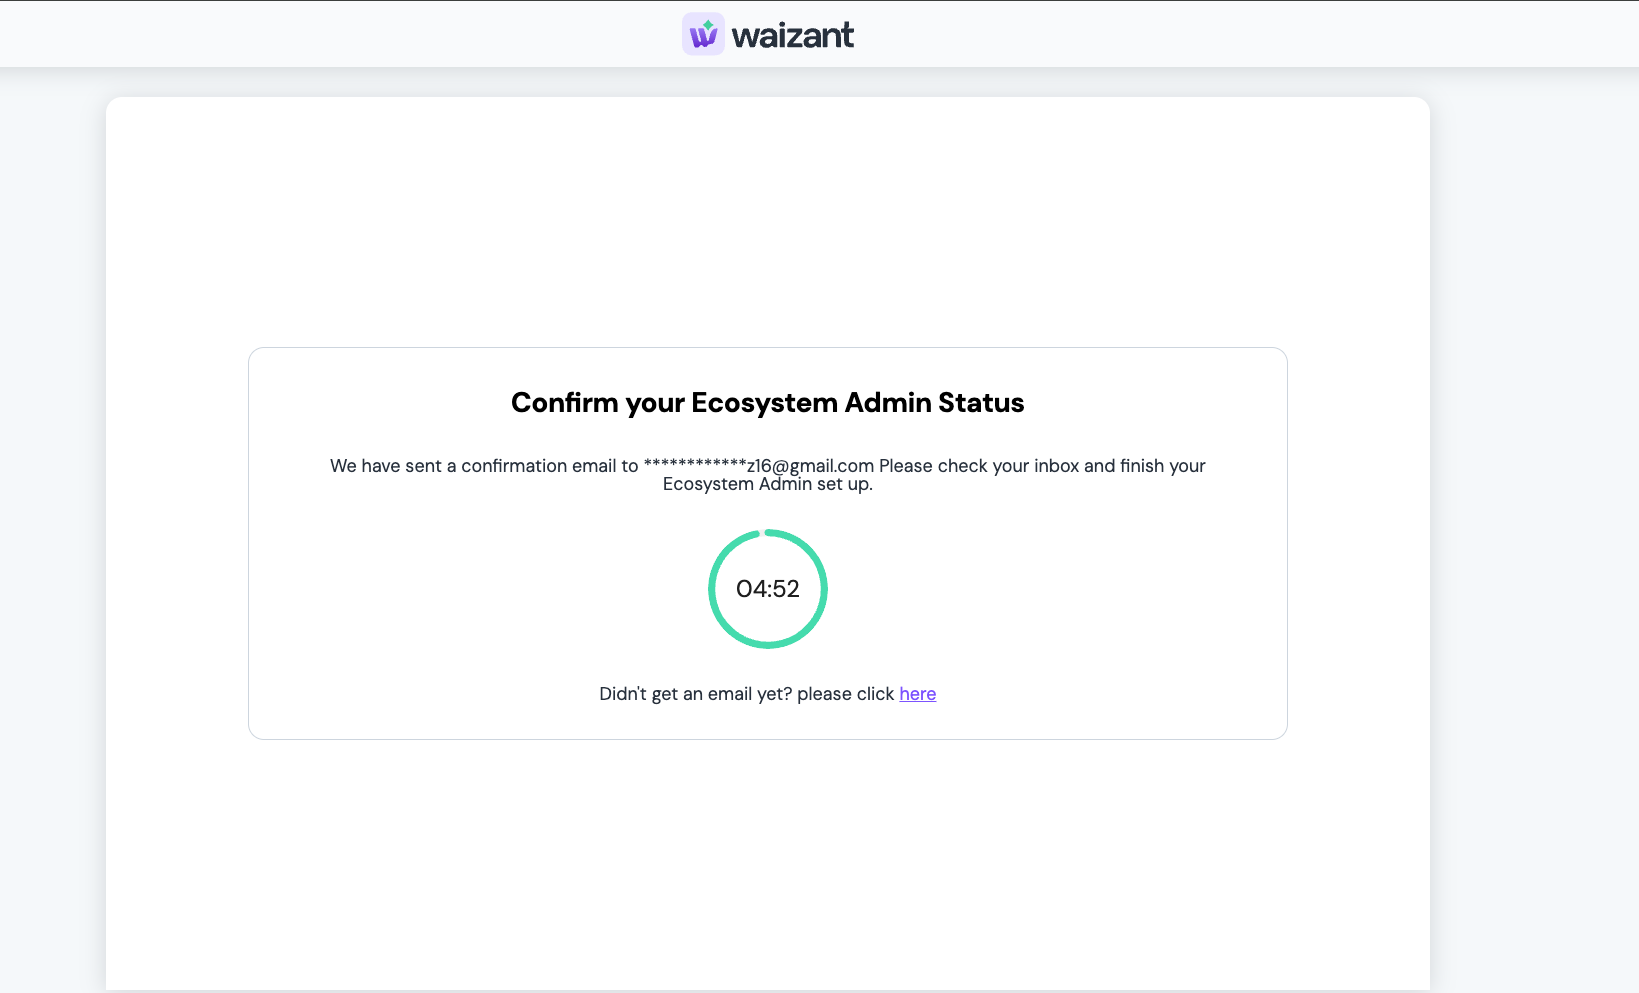 waizant
Confirm your Ecosystem Admin Status
We have sent a confirmation email to ************z16@gmail.com Please check your inbox and finish your
Ecosystem Admin set up.
04:52
Didn't get an email yet? please click here